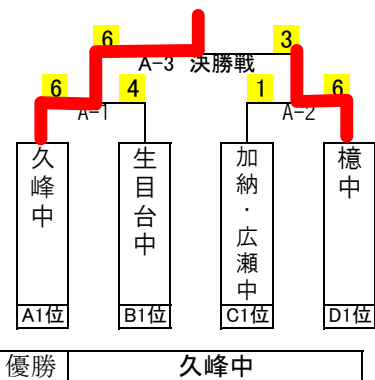 6 3
A-3 決勝戦
6 4 1 6
A-1 A-2
久峰中
生目台中
加納・広瀬中
檍中
A1位 B1位 C1位 D1位
優勝 久峰中